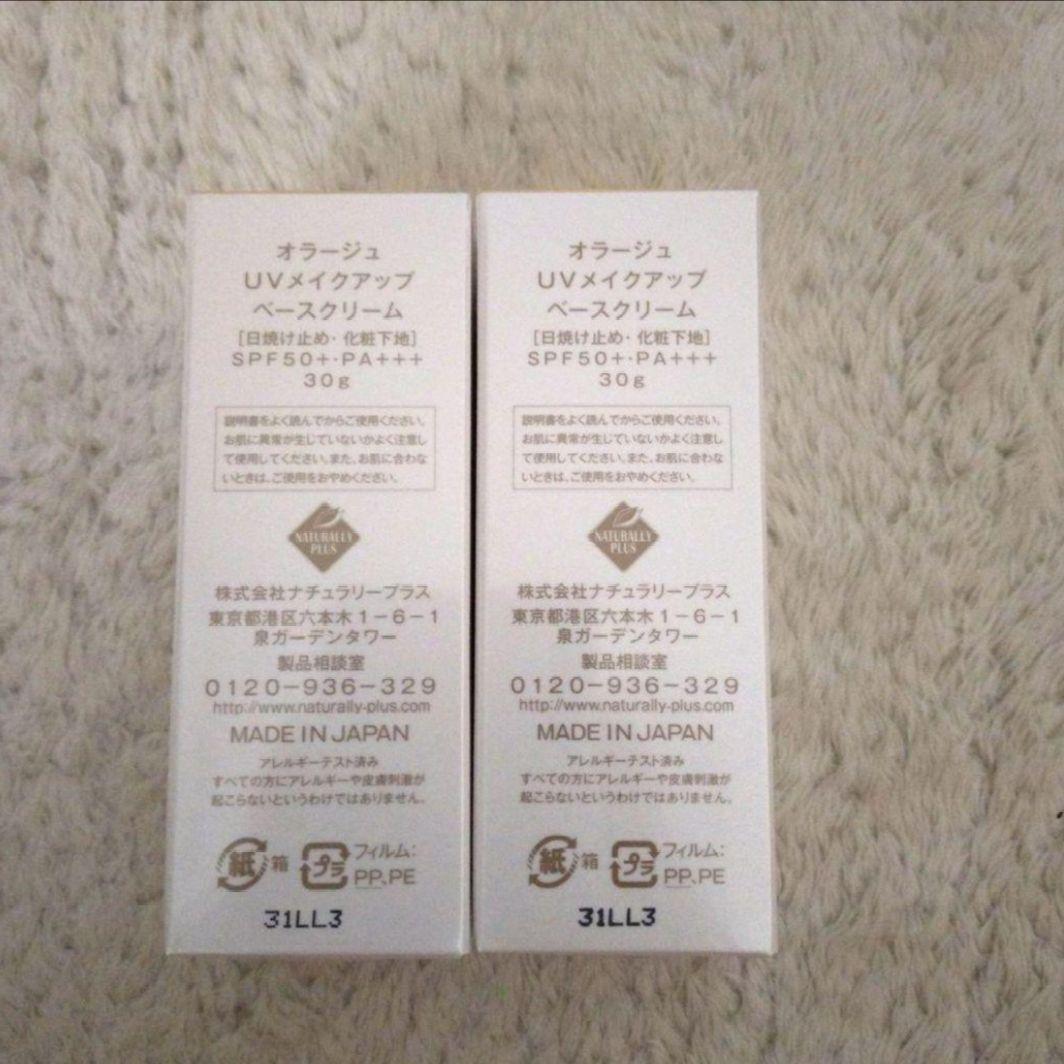 オラージュ
UVメイクアップ
ベースクリーム
[日焼け止め・化粧下地]
SPF50+・PA+++
30g
説明書をよく読んでからご使用ください。
お肌に異常が生じていないかよく注意し
て使用してください。また、お肌に合わな
いときは、ご使用をおやめください。
NATURALLY
PLUS
株式会社ナチュラリープラス
東京都港区六本木1-6-1
泉ガーデンタワー
製品相談室
0120-936-329
http://www.naturally-plus.com
MADE IN JAPAN
アレルギーテスト済み
すべての方にアレルギーや皮膚刺激が
起こらないというわけではありません。
紙 箱 プラ フィルム:
PP、PE
31LL3
オラージュ
UVメイクアップ
ベースクリーム
[日焼け止め・化粧下地]
SPF50+・PA+++
30g
説明書をよく読んでからご使用ください。
お肌に異常が生じていないかよく注意し
て使用してください。また、お肌に合わな
いときは、ご使用をおやめください。
NATURALLY
PLUS
株式会社ナチュラリープラス
東京都港区六本木1-6-1
泉ガーデンタワー
製品相談室
0120-936-329
http://www.naturally-plus.com
MADE IN JAPAN
アレルギーテスト済み
すべての方にアレルギーや皮膚刺激が
起こらないというわけではありません。
紙 箱 プラ フィルム:
PP、PE
31LL3